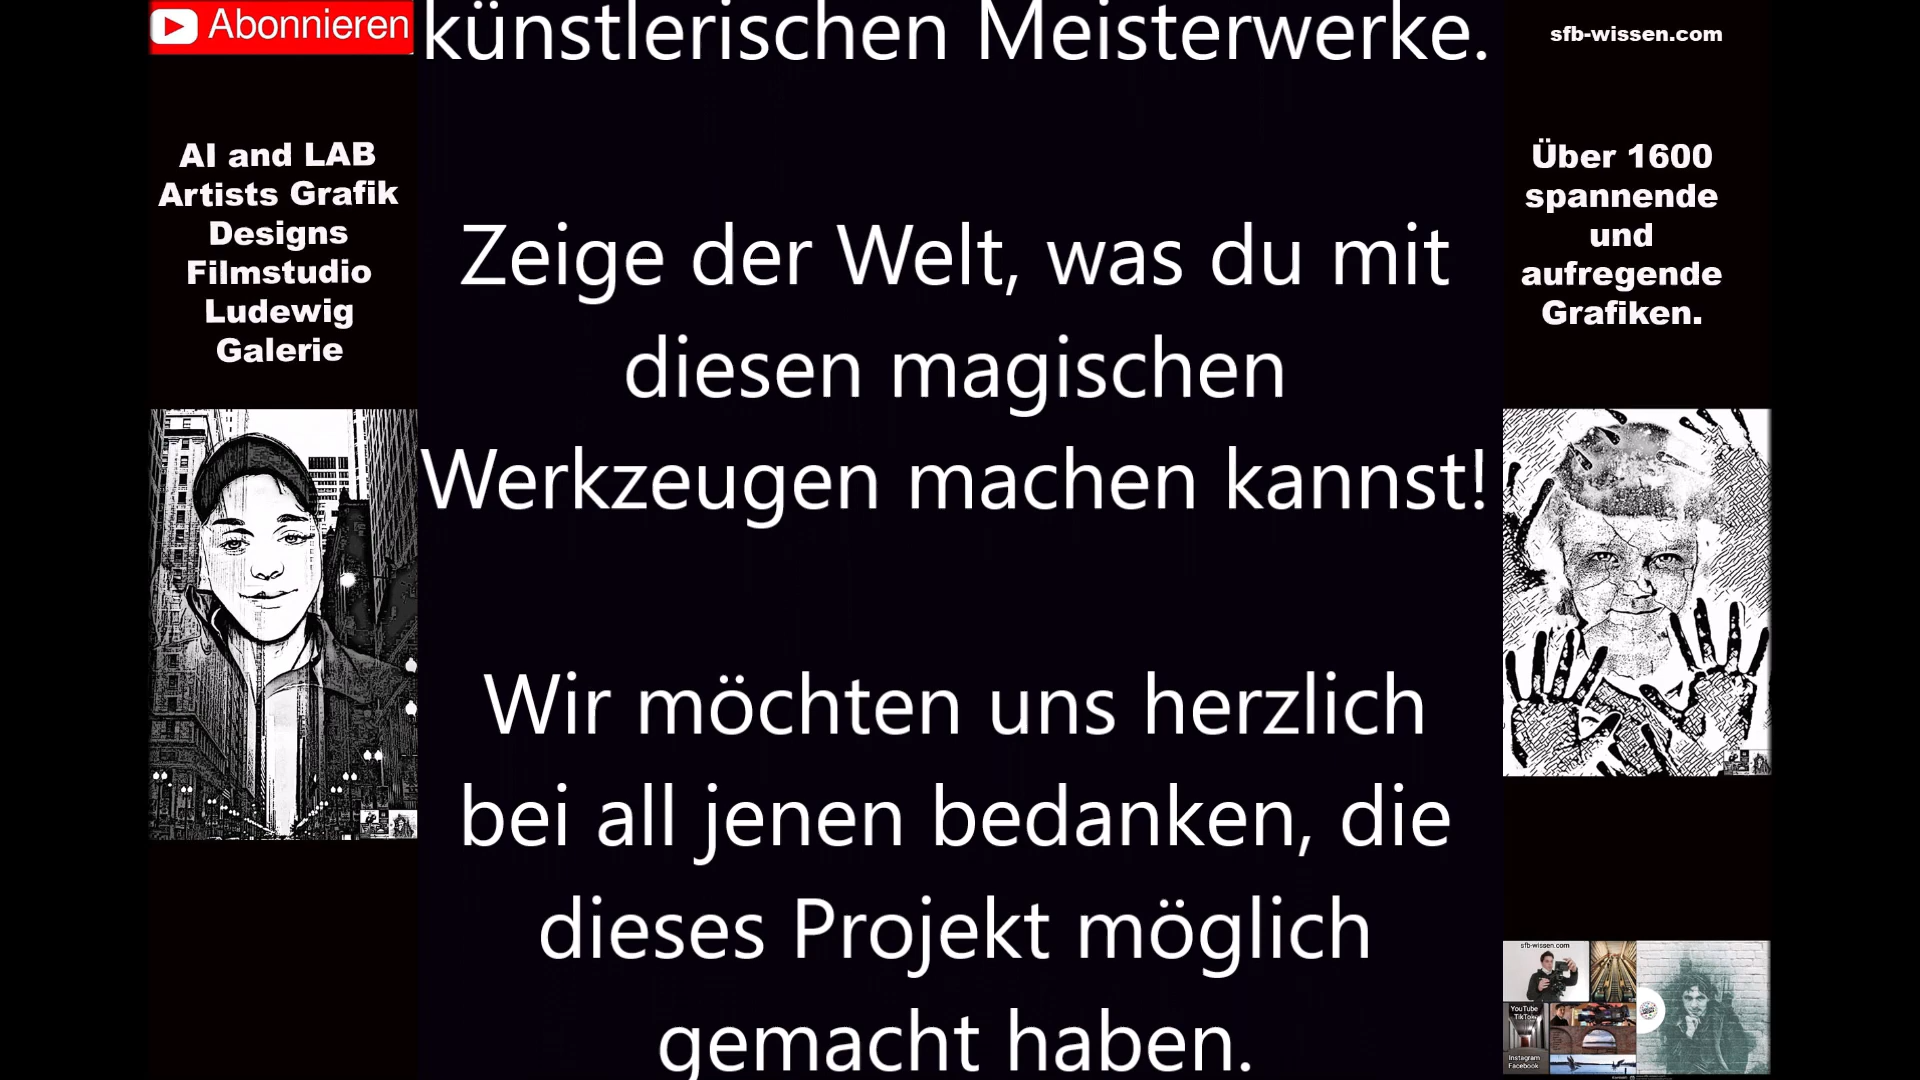 Abonnieren
künstlerischen Meisterwerke.
sfb-wissen.com
AI and LAB
Artists Grafik
Designs
Filmstudio
Ludewig
Galerie
Zeige der Welt, was du mit
diesen magischen
Werkzeugen machen kannst!
Wir möchten uns herzlich
bei all jenen bedanken, die
dieses Projekt möglich
gemacht haben.
Über 1600
spannende
und
aufregende
Grafiken.
sfb-wissen.com
YouTube
TikTok
Instagram
Facebook